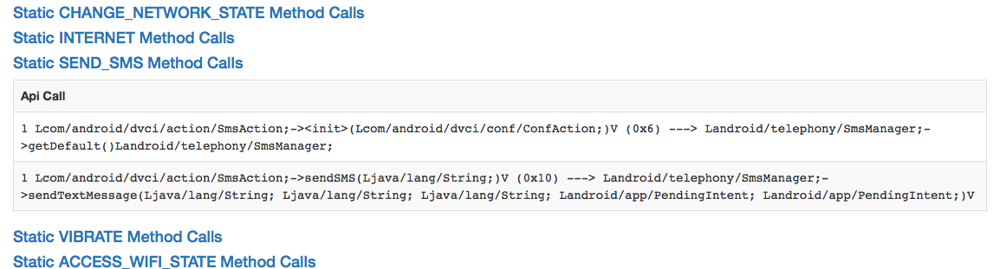 Static CHANGE_NETWORK_STATE Method Calls
Static INTERNET Method Calls
Static SEND_SMS Method Calls
Api Call
1 Lcom/android/dvci/action/SmsAction;-><init>(Lcom/android/dvci/conf/ConfAction;)V (0x6) ---> Landroid/telephony/SmsManager;-
>getDefault()Landroid/telephony/SmsManager;
1 Lcom/android/dvci/action/SmsAction;->sendSMS(Ljava/lang/String;)V (0x10) ---> Landroid/telephony/SmsManager;-
>sendTextMessage(Ljava/lang/String; Ljava/lang/String; Ljava/lang/String; Landroid/app/PendingIntent; Landroid/app/PendingIntent;)V
Static VIBRATE Method Calls
Static ACCESS_WIFI_STATE Method Calls